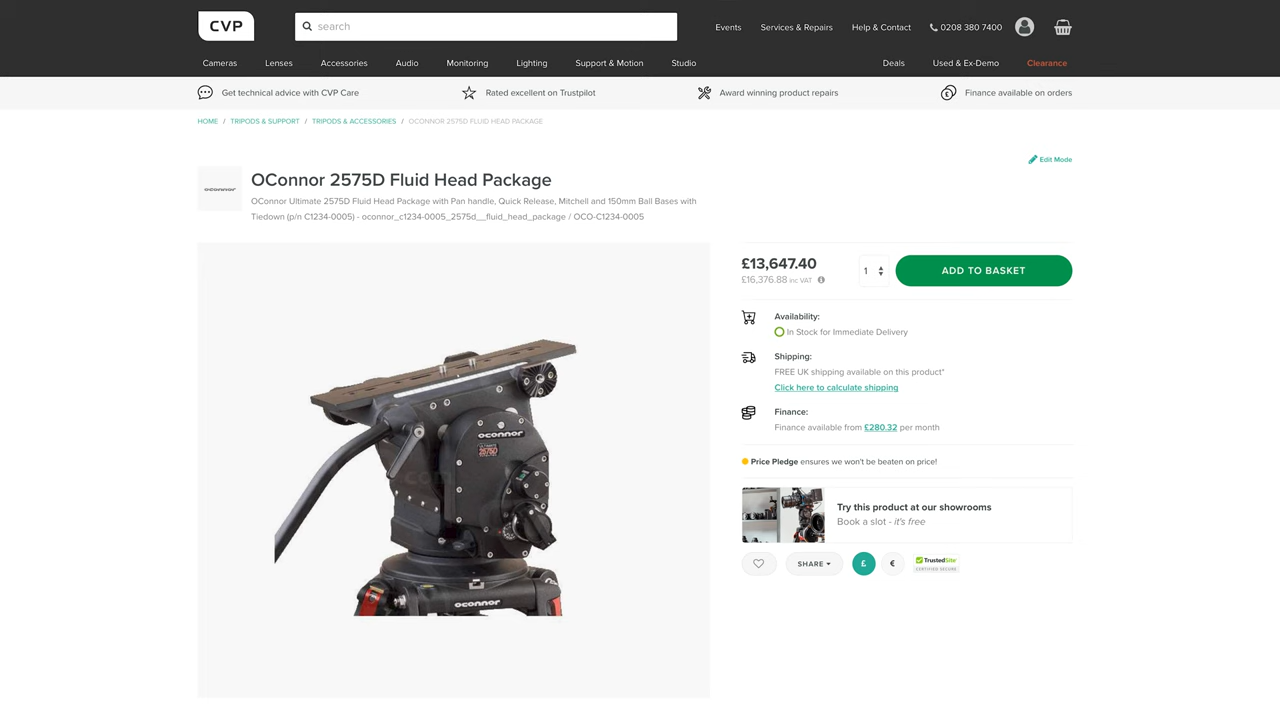 CVP
search
Events
Services & Repairs
Help & Contact
0208 380 7400
Cameras
Lenses
Accessories
Audio
Monitoring
Lighting
Support & Motion
Studio
Deals
Used & Ex-Demo
Clearance
Get technical advice with CVP Care
Rated excellent on Trustpilot
Award winning product repairs
Finance available on orders
HOME / TRIPODS & SUPPORT / TRIPODS & ACCESSORIES / OCONNOR 2575D FLUID HEAD PACKAGE
Edit Mode
OCONNOR
OConnor 2575D Fluid Head Package
OConnor Ultimate 2575D Fluid Head Package with Pan handle, Quick Release, Mitchell and 150mm Ball Bases with
Tiedown (p/n C1234-0005) - oconnor_c1234-0005_2575d__fluid_head_package / OCO-C1234-0005
£13,647.40
£16,376.88 inc VAT
1
ADD TO BASKET
Availability:
In Stock for Immediate Delivery
Shipping:
FREE UK shipping available on this product*
Click here to calculate shipping
Finance:
Finance available from £280.32 per month
Price Pledge ensures we won't be beaten on price!
Try this product at our showrooms
Book a slot - it's free
SHARE
£
€
TrustedSite
CERTIFIED SECURE
oconnor
ULTIMATE
2575D
oconnor